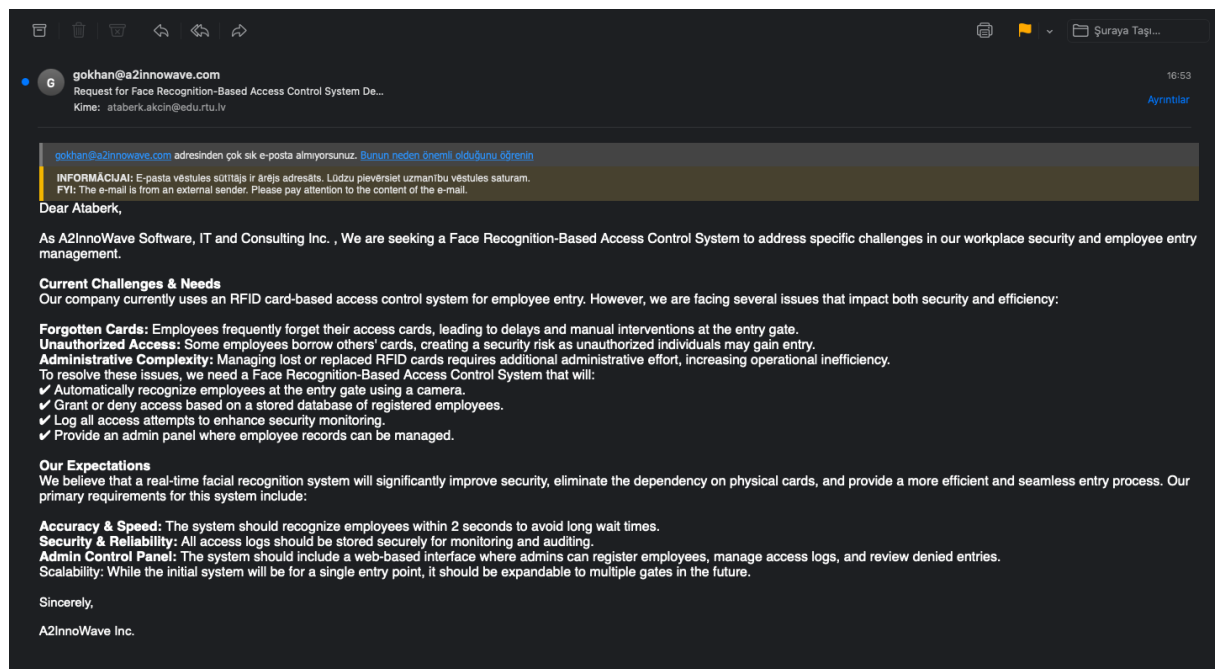 Şuraya Taşı...
G
gokhan@a2innowave.com
16:53
Request for Face Recognition-Based Access Control System De...
Kime: ataberk.akcin@edu.rtu.lv
Ayrıntılar
gokhan@a2innowave.com adresinden çok sık e-posta almıyorsunuz. Bunun neden önemli olduğunu öğrenin
INFORMĀCIJAI: E-pasta vēstules sūtītājs ir ārējs adresāts. Lūdzu pievērsiet uzmanību vēstules saturam.
FYI: The e-mail is from an external sender. Please pay attention to the content of the e-mail.
Dear Ataberk,
As A2InnoWave Software, IT and Consulting Inc. , We are seeking a Face Recognition-Based Access Control System to address specific challenges in our workplace security and employee entry
management.
Current Challenges & Needs
Our company currently uses an RFID card-based access control system for employee entry. However, we are facing several issues that impact both security and efficiency:
Forgotten Cards: Employees frequently forget their access cards, leading to delays and manual interventions at the entry gate.
Unauthorized Access: Some employees borrow others' cards, creating a security risk as unauthorized individuals may gain entry.
Administrative Complexity: Managing lost or replaced RFID cards requires additional administrative effort, increasing operational inefficiency.
To resolve these issues, we need a Face Recognition-Based Access Control System that will:
✔ Automatically recognize employees at the entry gate using a camera.
✔ Grant or deny access based on a stored database of registered employees.
✔ Log all access attempts to enhance security monitoring.
✔ Provide an admin panel where employee records can be managed.
Our Expectations
We believe that a real-time facial recognition system will significantly improve security, eliminate the dependency on physical cards, and provide a more efficient and seamless entry process. Our
primary requirements for this system include:
Accuracy & Speed: The system should recognize employees within 2 seconds to avoid long wait times.
Security & Reliability: All access logs should be stored securely for monitoring and auditing.
Admin Control Panel: The system should include a web-based interface where admins can register employees, manage access logs, and review denied entries.
Scalability: While the initial system will be for a single entry point, it should be expandable to multiple gates in the future.
Sincerely,
A2InnoWave Inc.